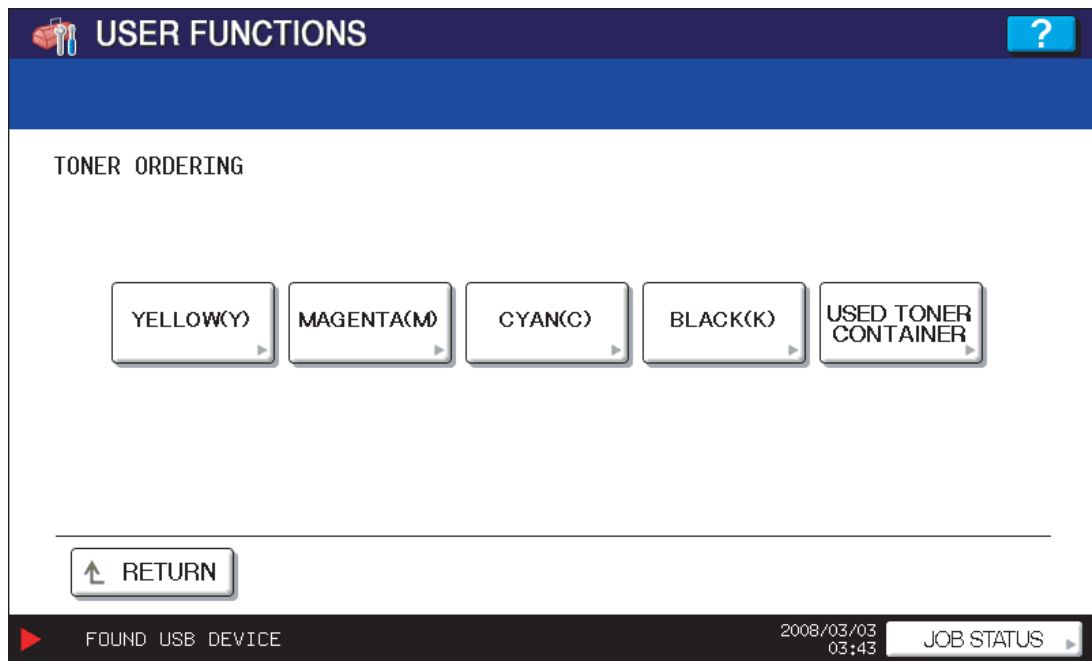 USER FUNCTIONS
?
TONER ORDERING
YELLOW(Y)
MAGENTA(M)
CYAN(C)
BLACK(K)
USED TONER
CONTAINER
RETURN
FOUND USB DEVICE
2008/03/03
03:43
JOB STATUS